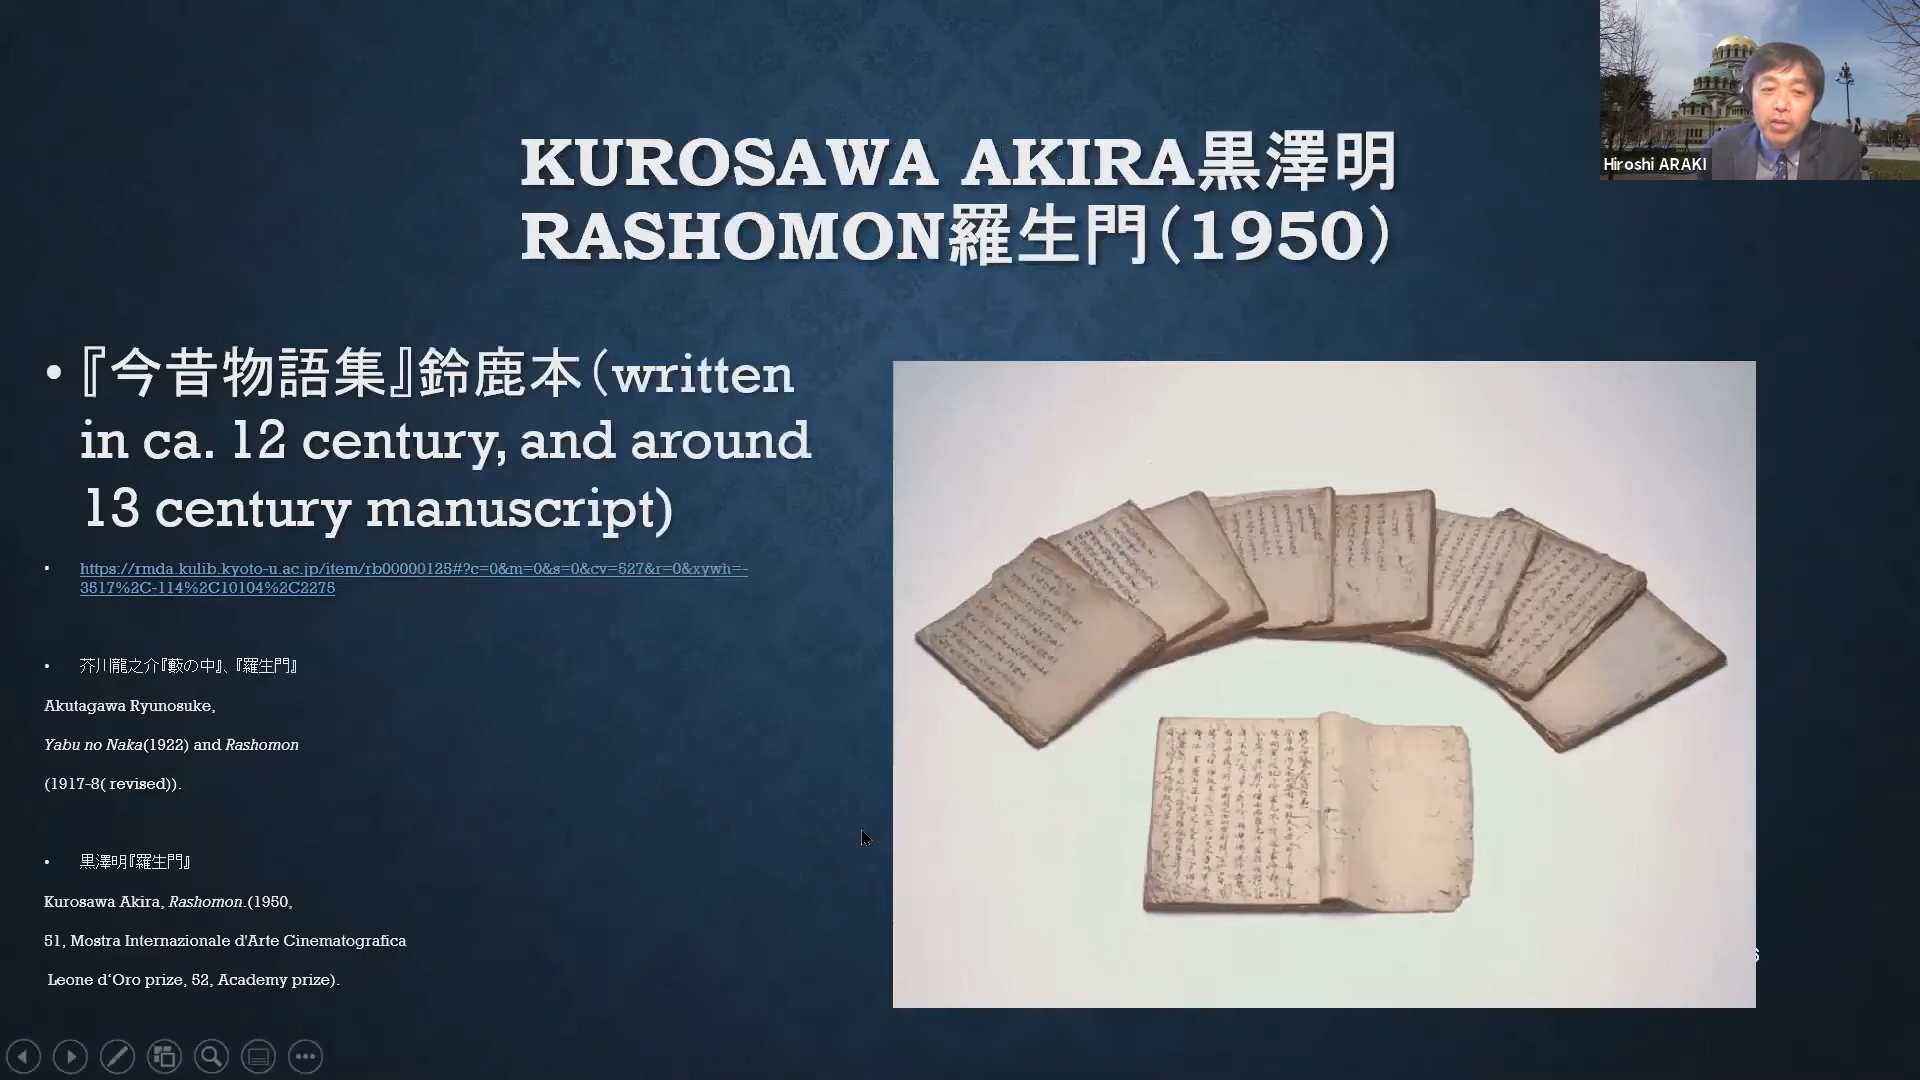 Hiroshi ARAKI
KUROSAWA AKIRA黒澤明
RASHOMON羅生門(1950)
• 『今昔物語集』鈴鹿本(written
in ca. 12 century, and around
13 century manuscript)
• https://rmda.kulib.kyoto-u.ac.jp/item/rb00000125#?c=0&m=0&s=0&cv=527&r=0&xywh=-
3517%2C-114%2C10104%2C2275
• 芥川龍之介『藪の中』、『羅生門』
Akutagawa Ryunosuke,
Yabu no Naka(1922) and Rashomon
(1917-8( revised)).
• 黒澤明『羅生門』
Kurosawa Akira, Rashomon.(1950,
51, Mostra Internazionale d'Arte Cinematografica
Leone d‘Oro prize, 52, Academy prize).